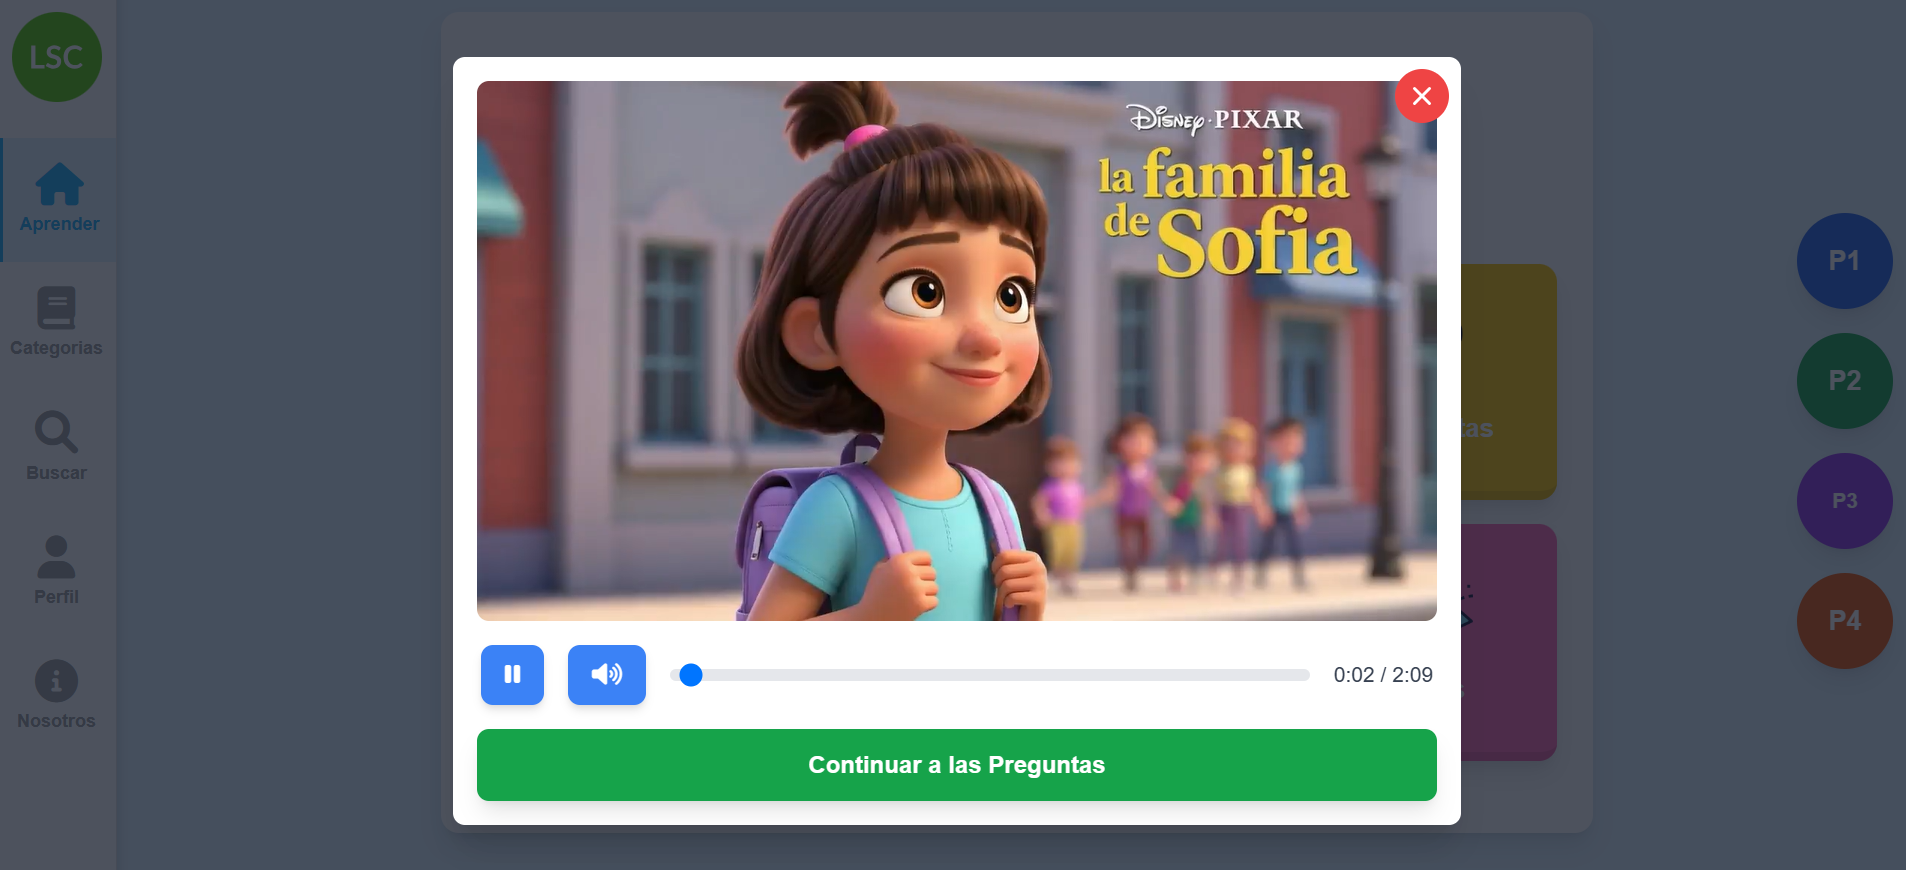 LSC
Aprender
Categorias
Buscar
Perfil
Nosotros
Disney·PIXAR
la familia
de Sofia
0:02 / 2:09
Continuar a las Preguntas
P1
P2
P3
P4